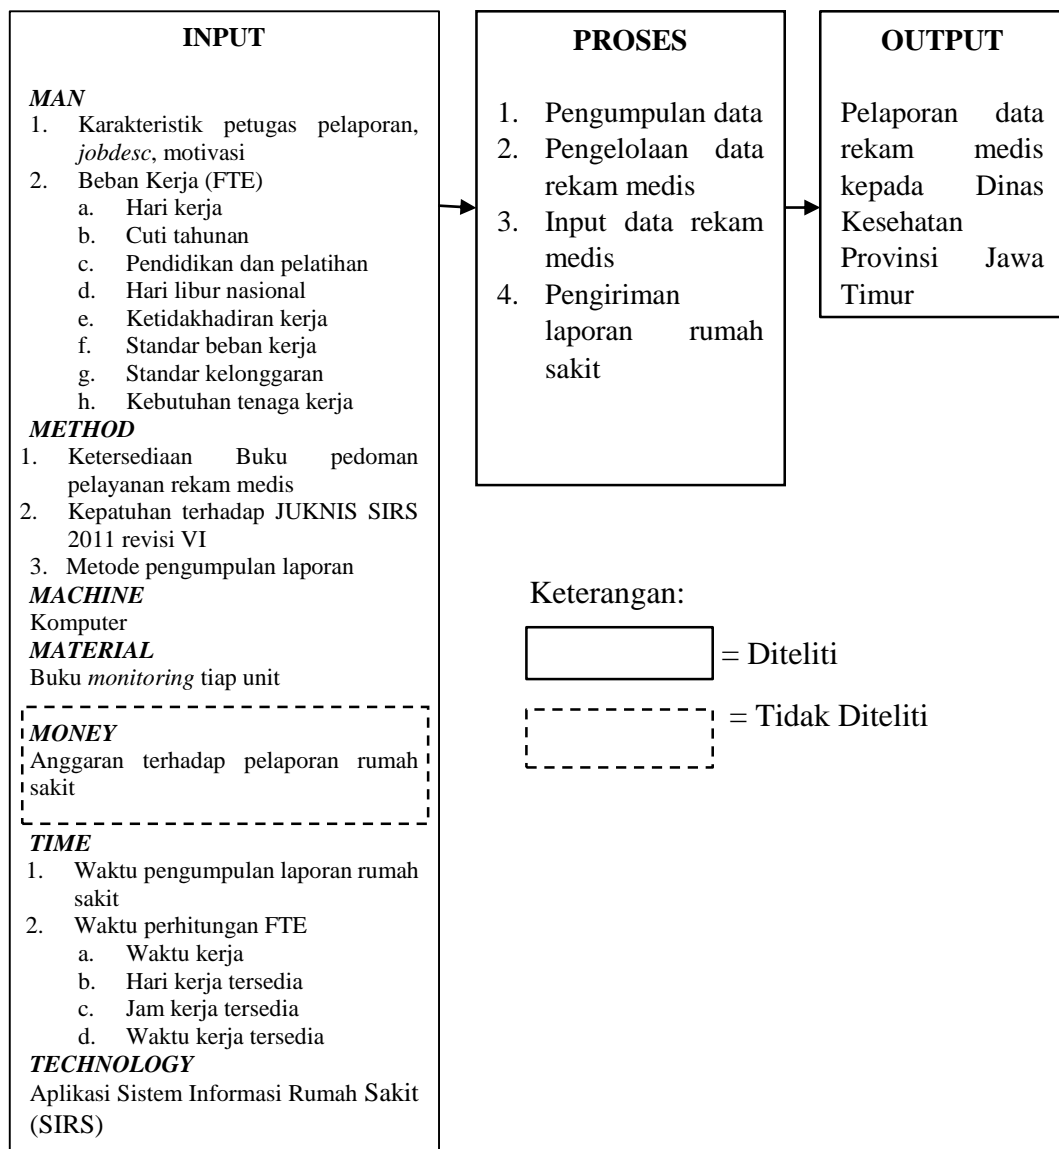 INPUT
MAN
1. Karakteristik petugas pelaporan,
jobdesc, motivasi
2. Beban Kerja (FTE)
a. Hari kerja
b. Cuti tahunan
c. Pendidikan dan pelatihan
d. Hari libur nasional
e. Ketidakhadiran kerja
f. Standar beban kerja
g. Standar kelonggaran
h. Kebutuhan tenaga kerja
METHOD
1. Ketersediaan Buku pedoman
pelayanan rekam medis
2. Kepatuhan terhadap JUKNIS SIRS
2011 revisi VI
3. Metode pengumpulan laporan
MACHINE
Komputer
MATERIAL
Buku monitoring tiap unit
MONEY
Anggaran terhadap pelaporan rumah
sakit
TIME
1. Waktu pengumpulan laporan rumah
sakit
2. Waktu perhitungan FTE
a. Waktu kerja
b. Hari kerja tersedia
c. Jam kerja tersedia
d. Waktu kerja tersedia
TECHNOLOGY
Aplikasi Sistem Informasi Rumah Sakit
(SIRS)
PROSES
1. Pengumpulan data
2. Pengelolaan data
rekam medis
3. Input data rekam
medis
4. Pengiriman
laporan rumah
sakit
OUTPUT
Pelaporan data
rekam medis
kepada Dinas
Kesehatan
Provinsi Jawa
Timur
Keterangan:
= Diteliti
= Tidak Diteliti